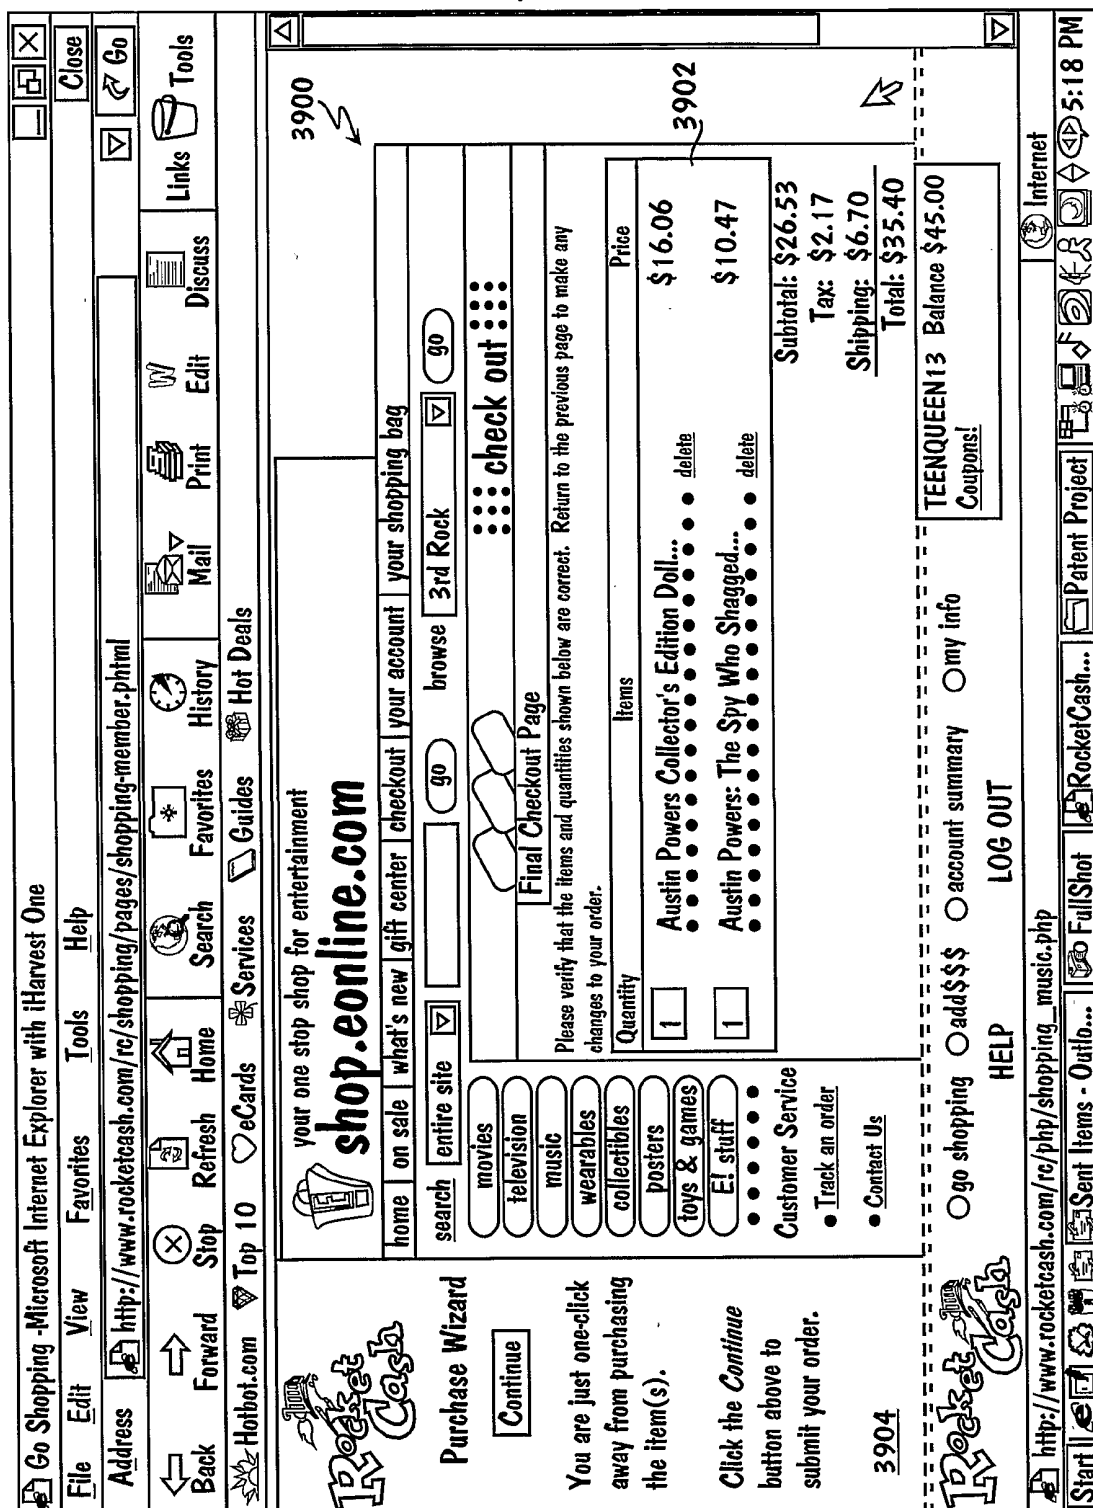 Go Shopping -Microsoft Internet Explorer with iHarvest One
File Edit View Favorites Tools Help Close
Address http://www.rocketcash.com/rc/shopping/pages/shopping-member.phtml Go
Back Forward Stop Refresh Home Search Favorites History Mail Print Edit Discuss Links Tools
Hotbot.com Top 10 eCards Services Guides Hot Deals
Rocket Cash
Purchase Wizard
Continue
You are just one-click
away from purchasing
the item(s).
Click the Continue
button above to
submit your order.
3904
3900
your one stop shop for entertainment
shop.eonline.com
home on sale what's new gift center checkout your account your shopping bag
search entire site go browse 3rd Rock go
movies
television
music
wearables
collectibles
posters
toys & games
E! stuff
Customer Service
• Track an order
• Contact Us
check out
Final Checkout Page
Please verify that the items and quantities shown below are correct. Return to the previous page to make any
changes to your order.
Quantity Items Price
1 Austin Powers Collector's Edition Doll... delete $16.06
1 Austin Powers: The Spy Who Shagged... delete $10.47
3902
Subtotal: $26.53
Tax: $2.17
Shipping: $6.70
Total: $35.40
Rocket Cash
go shopping add$$$ account summary my info
HELP LOG OUT
TEENQUEEN13 Balance $45.00
Coupons!
http://www.rocketcash.com/rc/php/shopping_music.php Internet
Start Sent Items - Outlo... FullShot RocketCash... Patent Project 5:18 PM